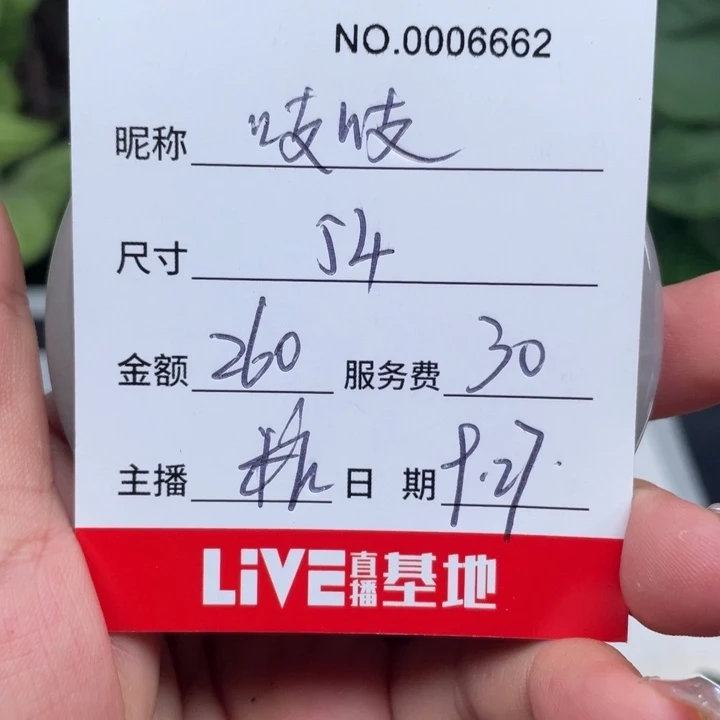 NO.0006662
昵称 吱吱
尺寸 54
金额 260 服务费 30
主播 日期 9.27.
LiVE直播基地